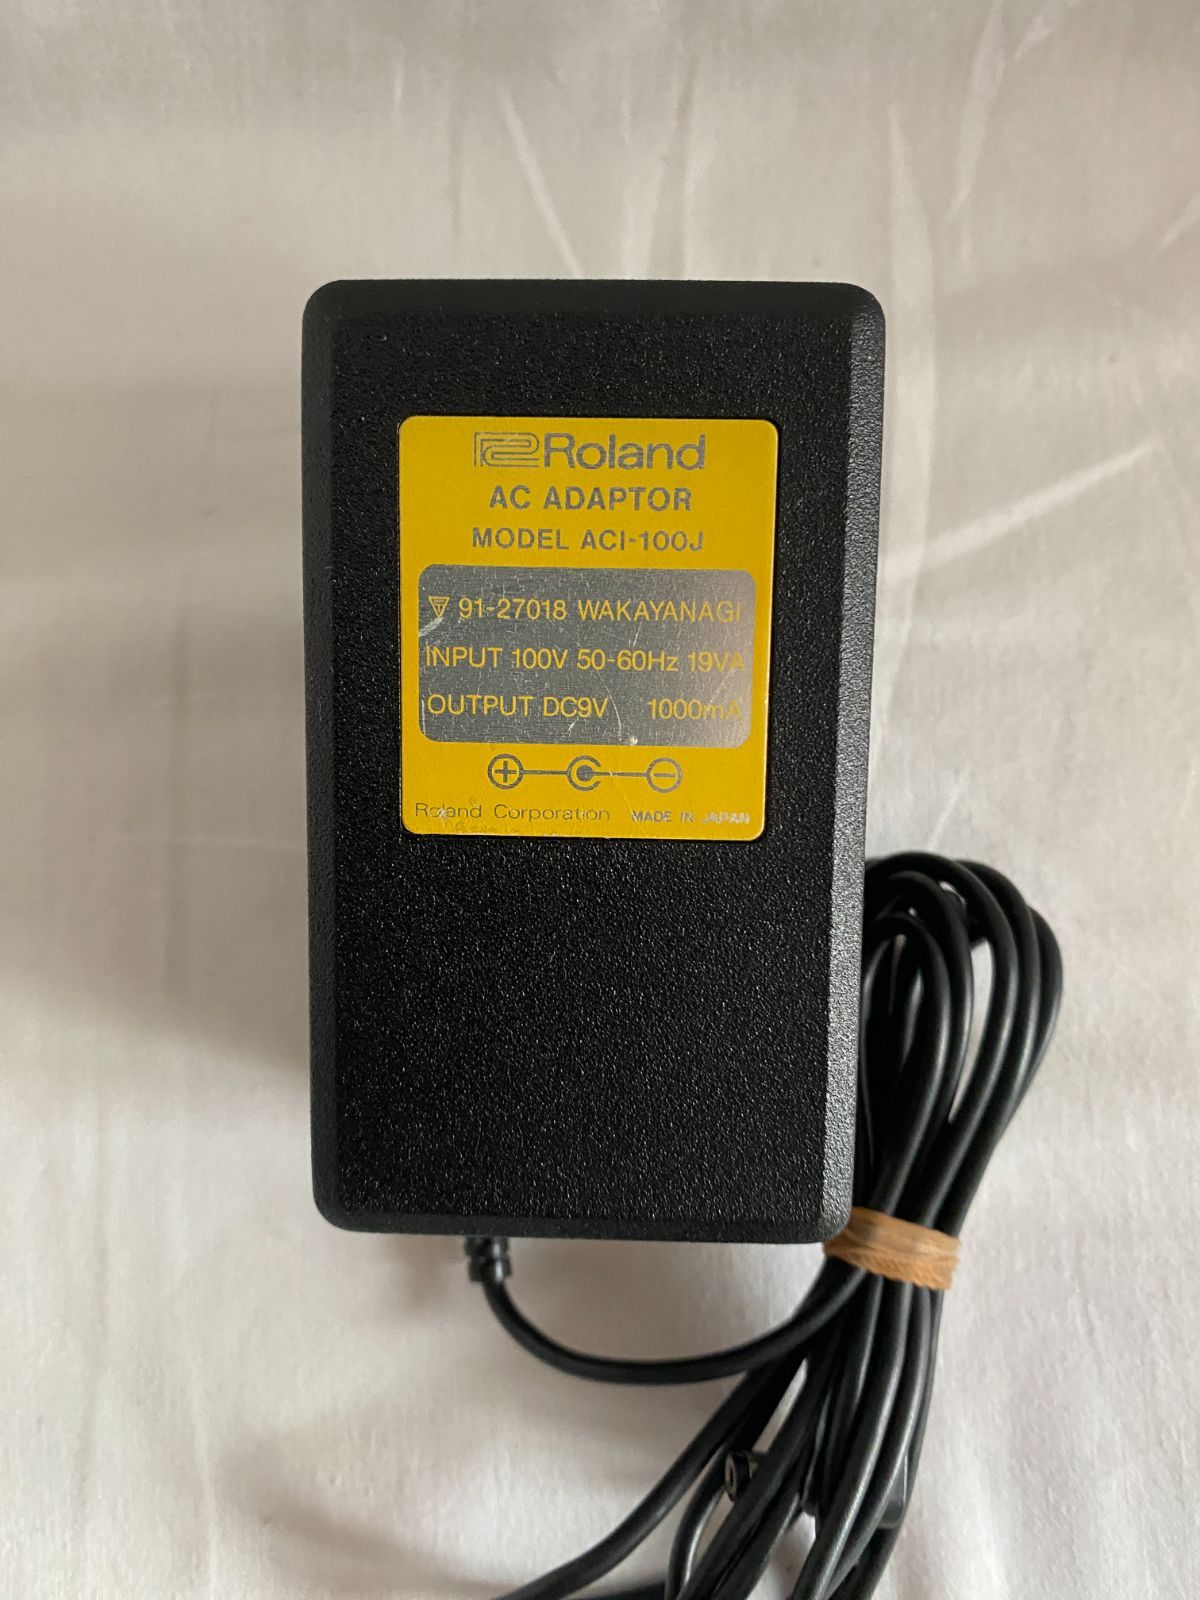 Roland
AC ADAPTOR
MODEL ACI-100J
91-27018 WAKAYANAGI
INPUT 100V 50-60Hz 19VA
OUTPUT DC9V 1000mA
Roland Corporation MADE IN JAPAN